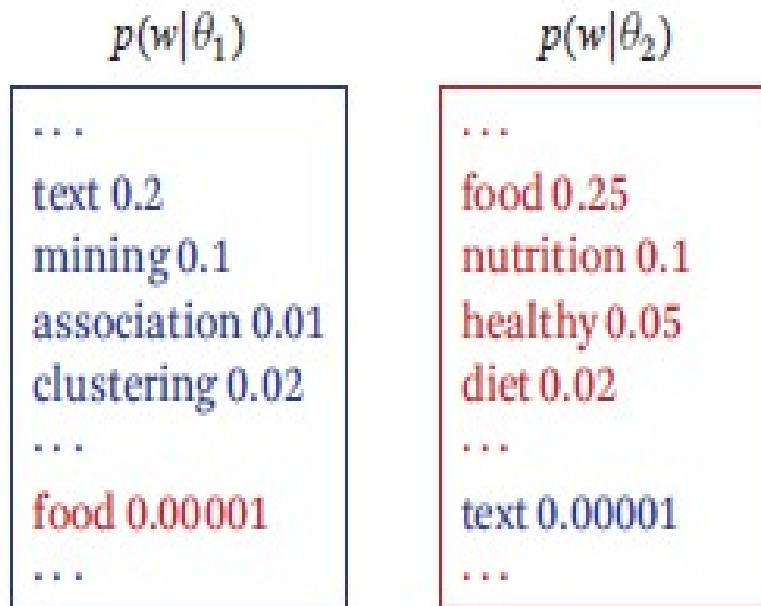 p(w|θ₁)
...
text 0.2
mining 0.1
association 0.01
clustering 0.02
...
food 0.00001
...
p(w|θ₂)
...
food 0.25
nutrition 0.1
healthy 0.05
diet 0.02
...
text 0.00001
...